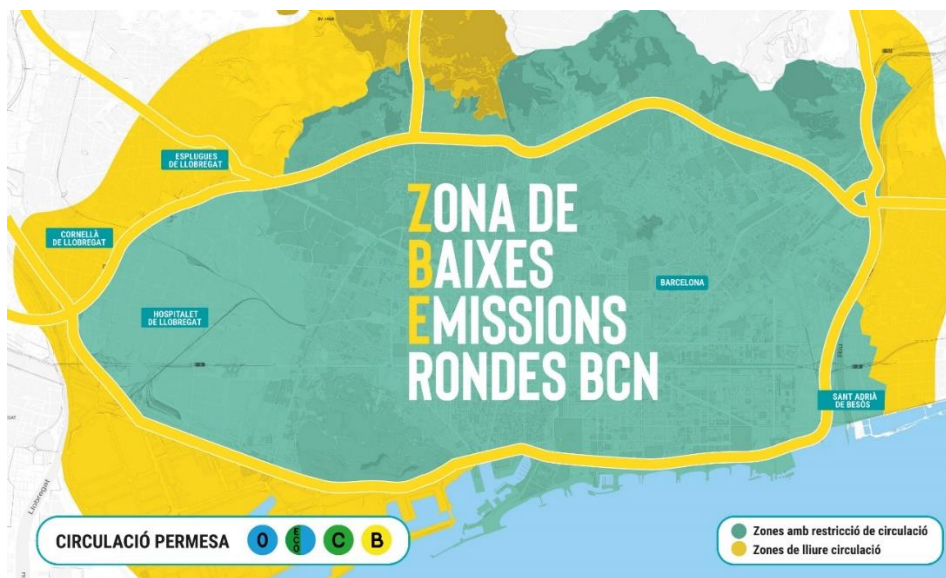 ESPLUGUES
DE LLOBREGAT
CORNELLÀ
DE LLOBREGAT
HOSPITALET
DE LLOBREGAT
ZONA DE
BAIXES
EMISSIONS
RONDES BCN
BARCELONA
SANT ADRIÀ
DE BESÒS
Llobregat
CIRCULACIÓ PERMESA 0 ECO C B
Zones amb restricció de circulació
Zones de lliure circulació